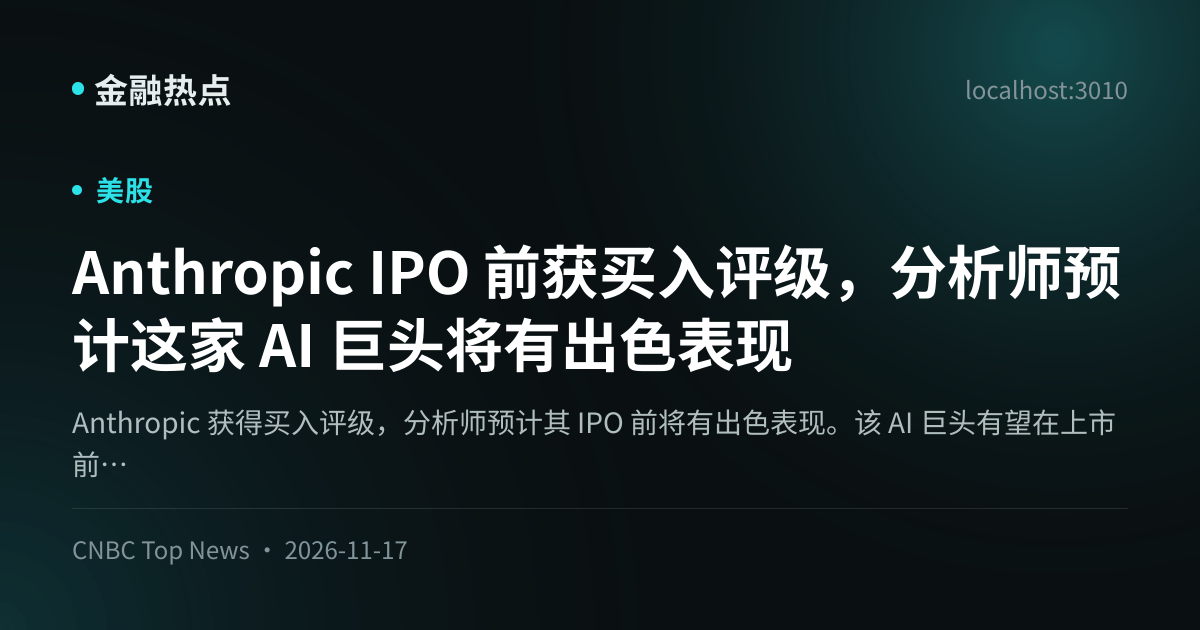 金融热点
localhost:3010
美股
Anthropic IPO 前获买入评级，分析师预
计这家 AI 巨头将有出色表现
Anthropic 获得买入评级，分析师预计其 IPO 前将有出色表现。该 AI 巨头有望在上市
前…
CNBC Top News · 2026-11-17